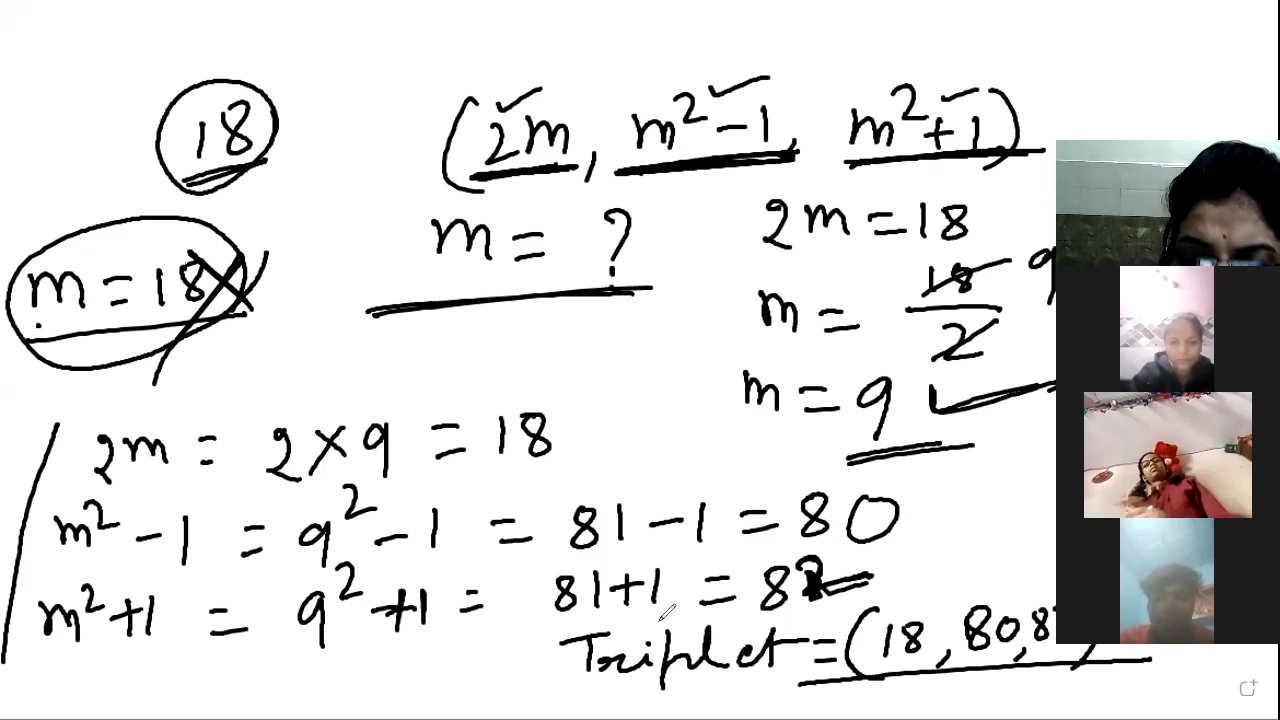 18
(2m, m²-1, m²+1)
m = ?
2m = 18
m = 18/2 9
m = 18
m = 9
2m = 2×9 = 18
m²-1 = 9²-1 = 81-1 = 80
m²+1 = 9²+1 = 81+1 = 82
Triplet = (18, 80, 8